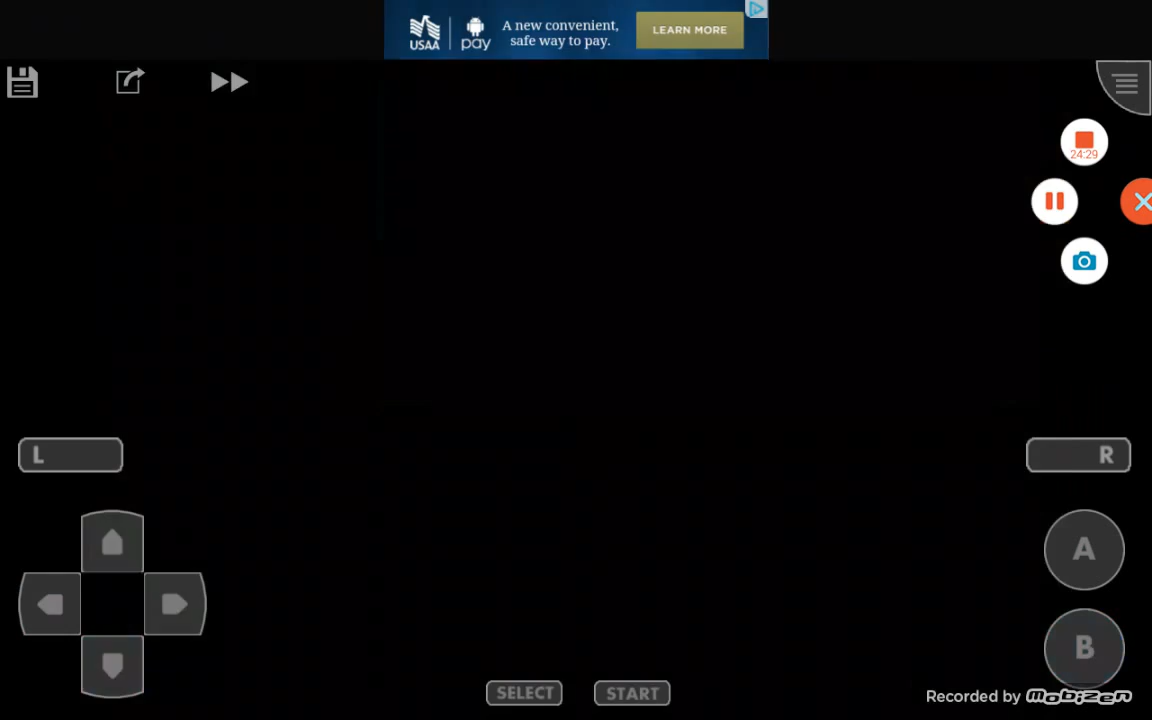 USAA
pay
A new convenient,
safe way to pay.
LEARN MORE
24:29
L
R
A
B
SELECT
START
Recorded by Mobizen